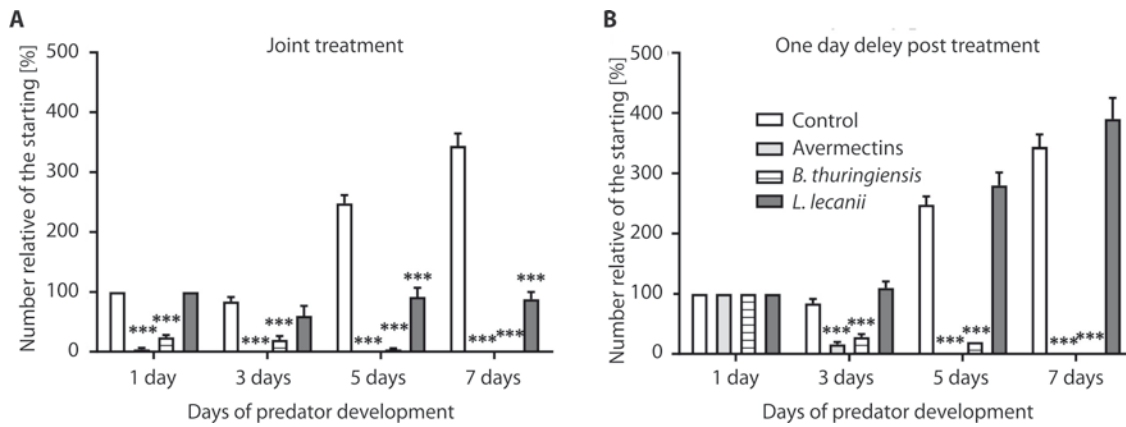 A
Joint treatment
Number relative of the starting [%]
500
400
300
200
100
0
***
***
***
***
***
***
***
***
***
***
1 day
3 days
5 days
7 days
Days of predator development
B
One day deley post treatment
Number relative of the starting [%]
500
400
300
200
100
0
Control
Avermectins
B. thuringiensis
L. lecanii
***
***
***
***
***
***
1 day
3 days
5 days
7 days
Days of predator development